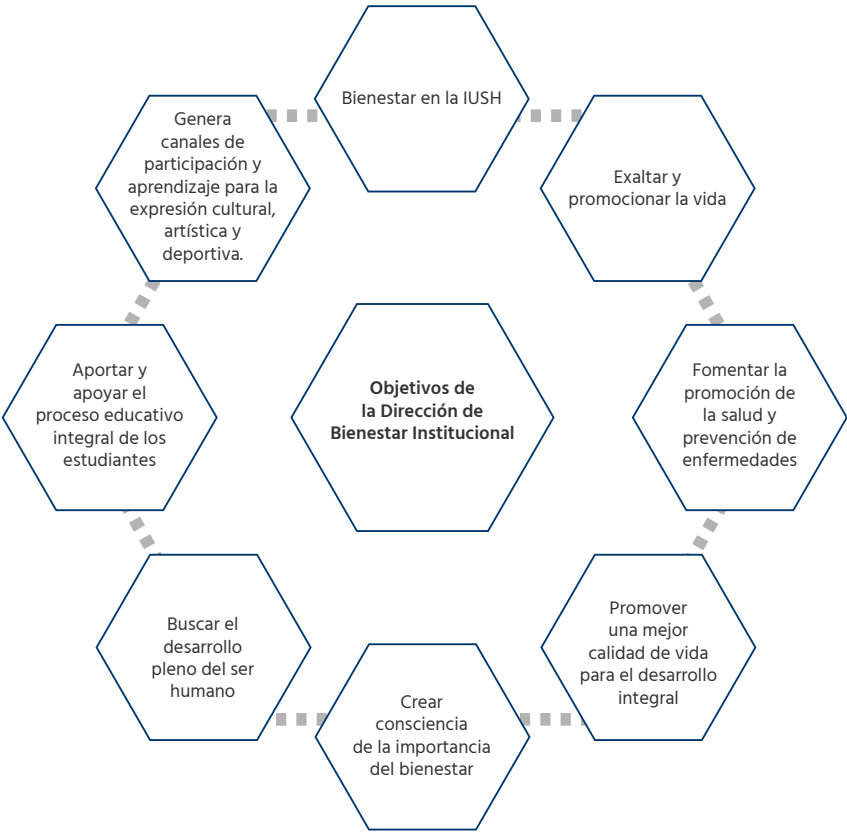 Bienestar en la IUSH
Exaltar y
promocionar la vida
Fomentar la
promoción de
la salud y
prevención de
enfermedades
Promover
una mejor
calidad de vida
para el desarrollo
integral
Crear
consciencia
de la importancia
del bienestar
Buscar el
desarrollo
pleno del ser
humano
Aportar y
apoyar el
proceso educativo
integral de los
estudiantes
Genera
canales de
participación y
aprendizaje para la
expresión cultural,
artística y
deportiva.
Objetivos de
la Dirección de
Bienestar Institucional